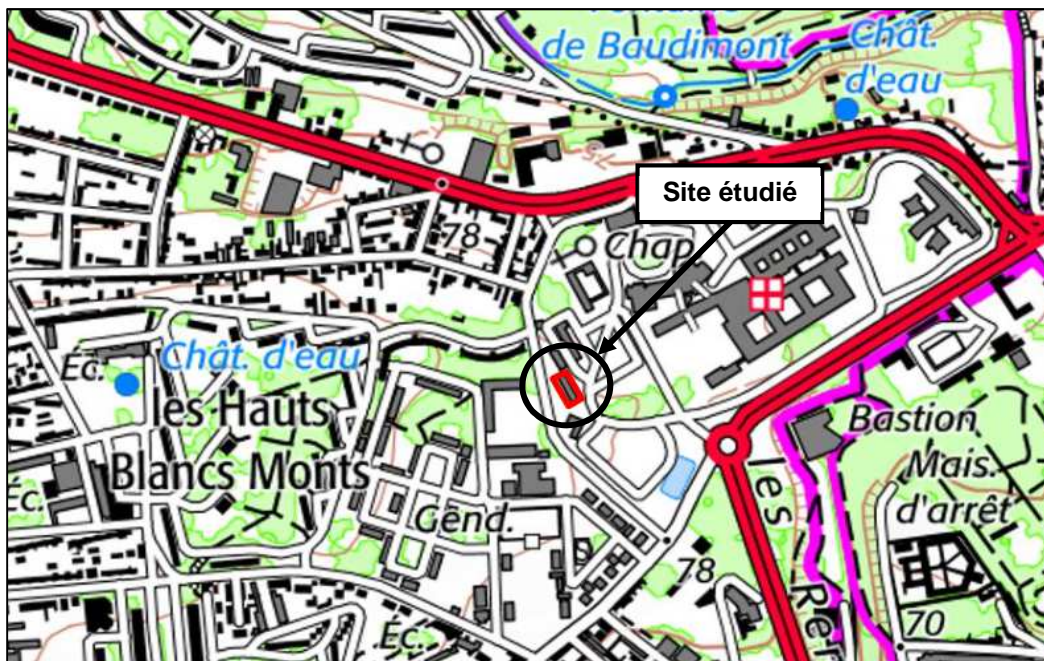 de Baudimont
Chât.
d'eau
Site étudié
78
Chap
Éc.
Chât. d'eau
les Hauts
Blancs Monts
Bastion
Mais.
d'arrêt
Gend.
les
78
70
Éc.